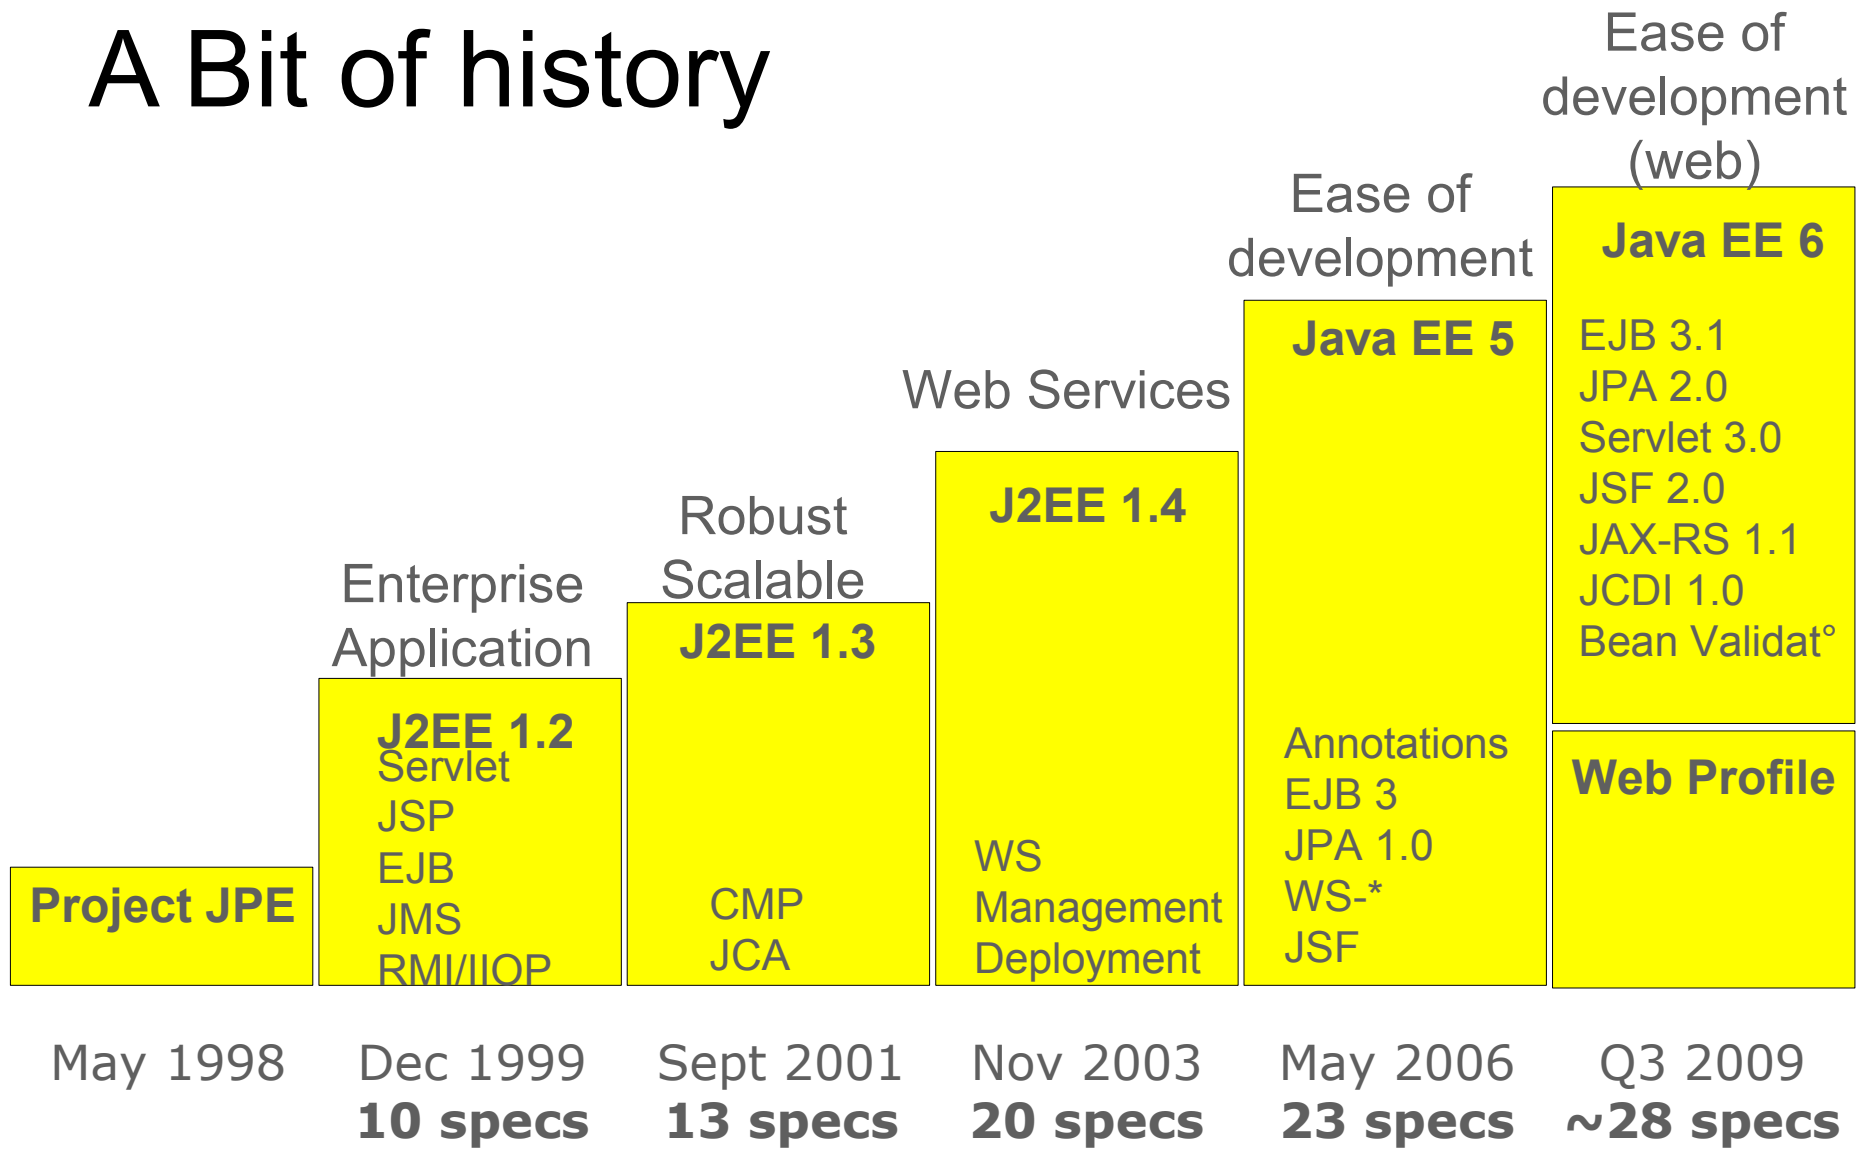 A Bit of history
Project JPE
May 1998
Enterprise
Application
J2EE 1.2
Servlet
JSP
EJB
JMS
RMI/IIOP
Dec 1999
10 specs
Robust
Scalable
J2EE 1.3
CMP
JCA
Sept 2001
13 specs
Web Services
J2EE 1.4
WS
Management
Deployment
Nov 2003
20 specs
Ease of
development
Java EE 5
Annotations
EJB 3
JPA 1.0
WS-*
JSF
May 2006
23 specs
Ease of
development
(web)
Java EE 6
EJB 3.1
JPA 2.0
Servlet 3.0
JSF 2.0
JAX-RS 1.1
JCDI 1.0
Bean Validat°
Web Profile
Q3 2009
~28 specs